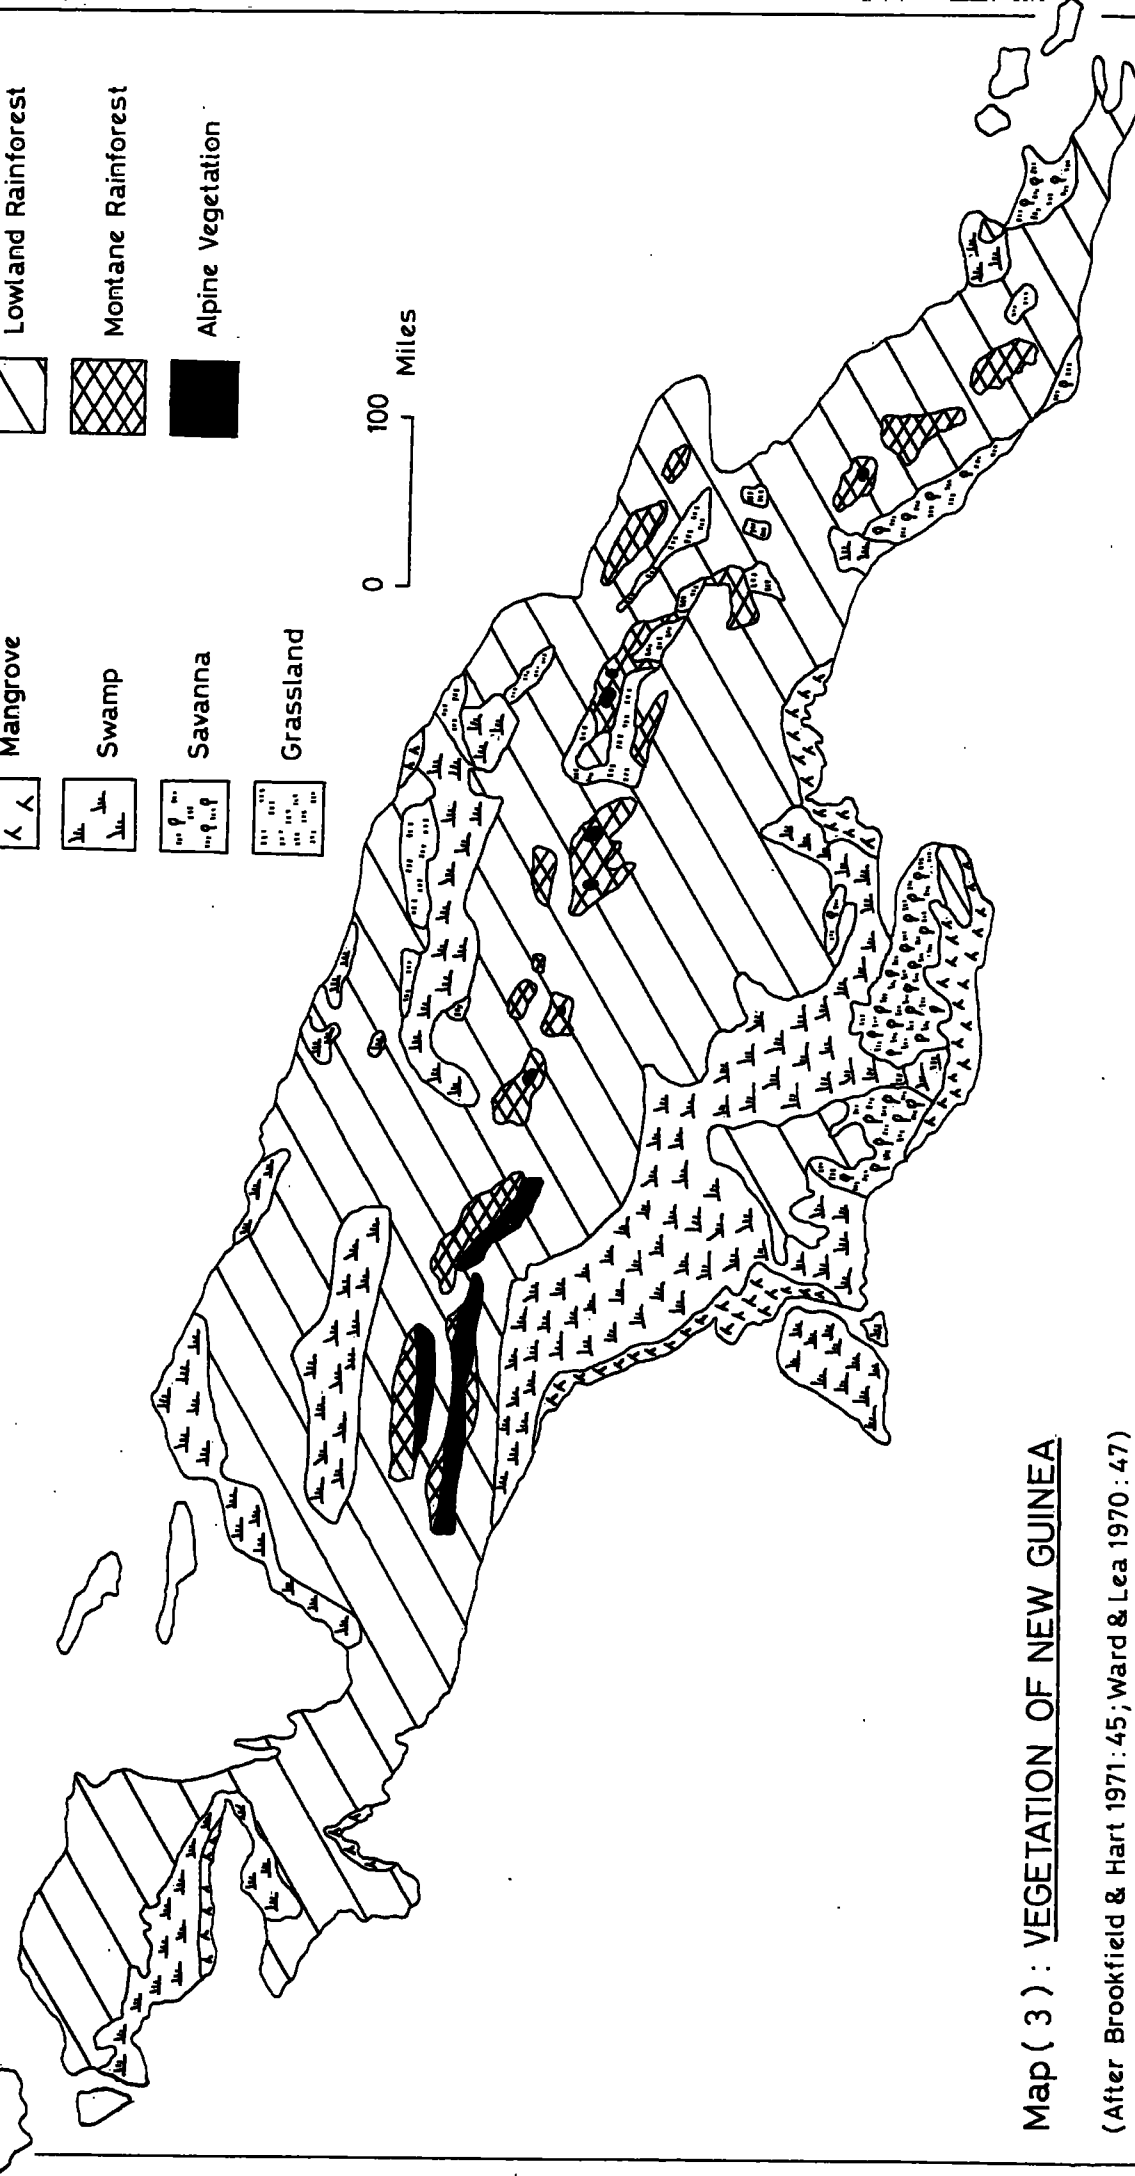 Mangrove
Swamp
Savanna
Grassland
Lowland Rainforest
Montane Rainforest
Alpine Vegetation
0 100
Miles
Map ( 3 ) : VEGETATION OF NEW GUINEA
(After Brookfield & Hart 1971 : 45 ; Ward & Lea 1970 : 47)